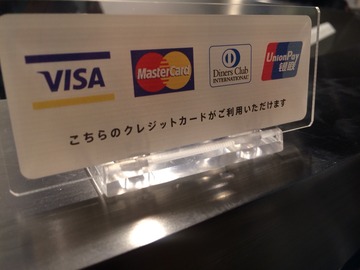 VISA
MasterCard
Diners Club
INTERNATIONAL
UnionPay
银联
こちらのクレジットカードがご利用いただけます